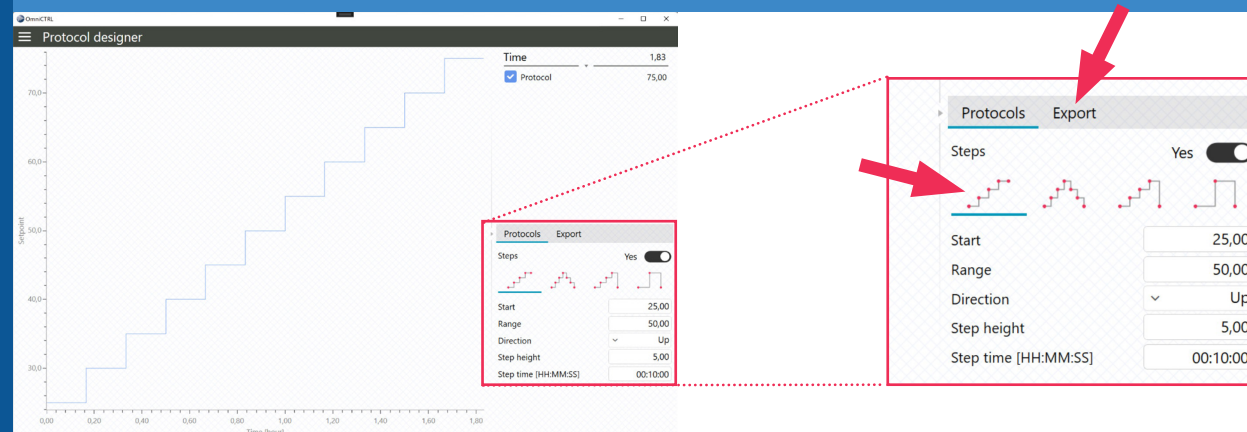 OmniCTRL
Protocol designer
Time 1,83
Protocol 75,00
70,0
60,0
50,0
40,0
30,0
Setpoint
0,00 0,20 0,40 0,60 0,80 1,00 1,20 1,40 1,60 1,80
Time [hour]
Protocols Export
Steps Yes
Start 25,00
Range 50,00
Direction Up
Step height 5,00
Step time [HH:MM:SS] 00:10:00
Protocols Export
Steps Yes
Start 25,00
Range 50,00
Direction Up
Step height 5,00
Step time [HH:MM:SS] 00:10:00